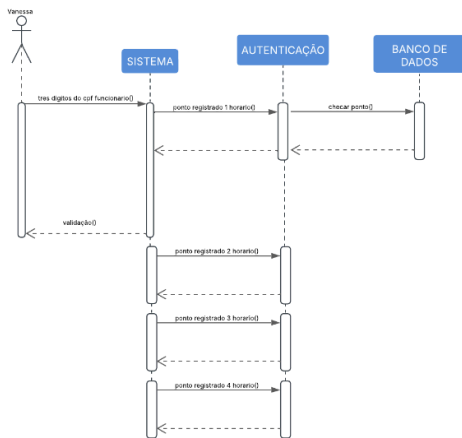 Vanessa
SISTEMA
AUTENTICAÇÃO
BANCO DE
DADOS
tres digitos do cpf funcionario()
ponto registrado 1 horario()
checar ponto()
validação()
ponto registrado 2 horario()
ponto registrado 3 horario()
ponto registrado 4 horario()